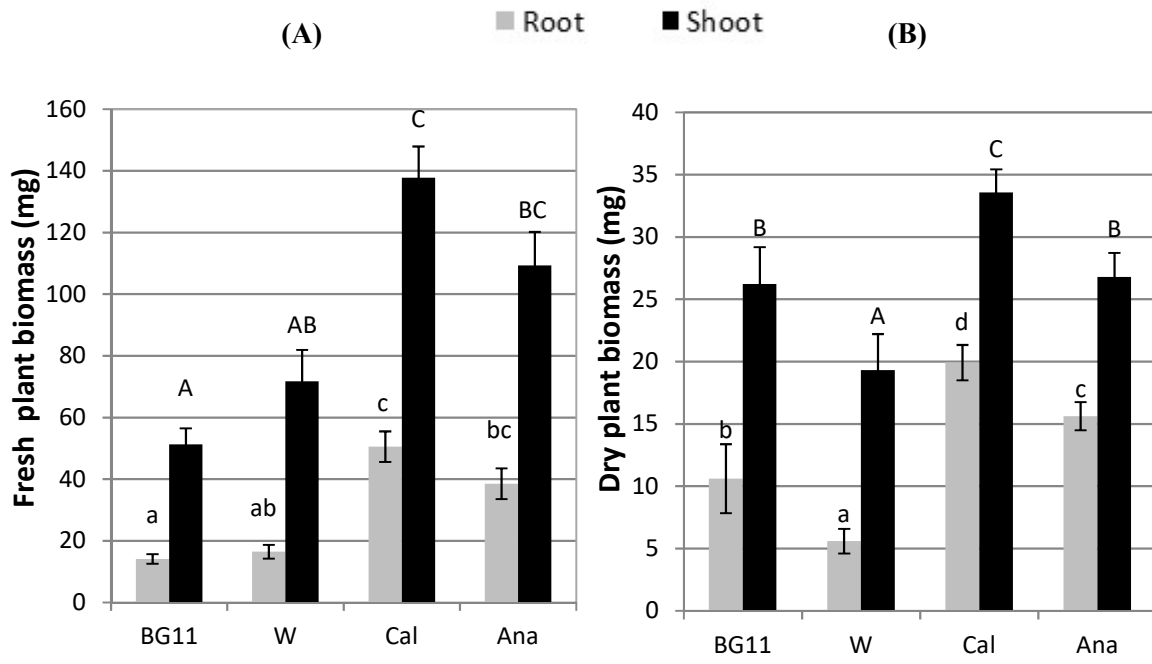 (A) Root Shoot (B)
Fresh plant biomass (mg)
160
140
120
100
80
60
40
20
0
a
A
ab
AB
c
C
bc
BC
BG11 W Cal Ana
Dry plant biomass (mg)
40
35
30
25
20
15
10
5
0
b
B
a
A
d
C
c
B
BG11 W Cal Ana